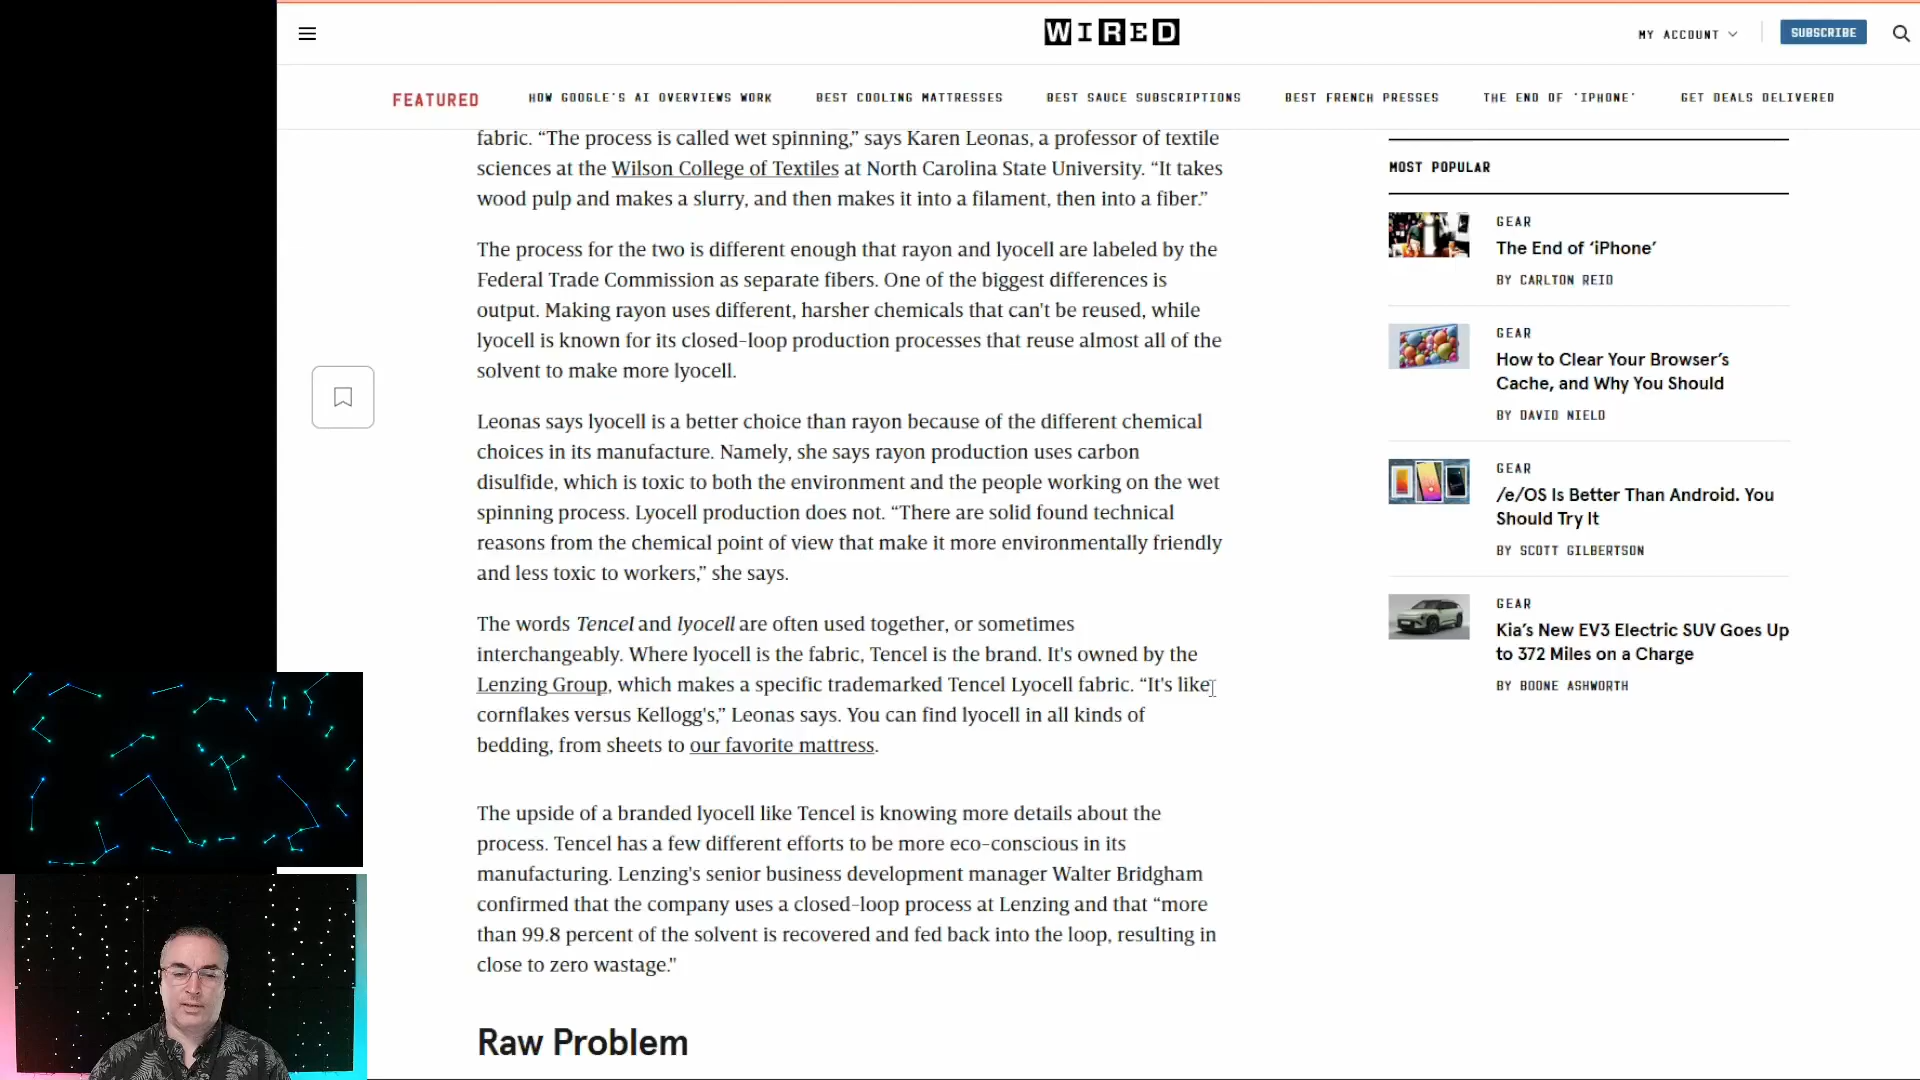 WIRED
MY ACCOUNT
SUBSCRIBE
FEATURED
HOW GOOGLE'S AI OVERVIEWS WORK
BEST COOLING MATTRESSES
BEST SAUCE SUBSCRIPTIONS
BEST FRENCH PRESSES
THE END OF 'IPHONE'
GET DEALS DELIVERED
fabric. “The process is called wet spinning,” says Karen Leonas, a professor of textile
sciences at the Wilson College of Textiles at North Carolina State University. “It takes
wood pulp and makes a slurry, and then makes it into a filament, then into a fiber.”
The process for the two is different enough that rayon and lyocell are labeled by the
Federal Trade Commission as separate fibers. One of the biggest differences is
output. Making rayon uses different, harsher chemicals that can't be reused, while
lyocell is known for its closed-loop production processes that reuse almost all of the
solvent to make more lyocell.
Leonas says lyocell is a better choice than rayon because of the different chemical
choices in its manufacture. Namely, she says rayon production uses carbon
disulfide, which is toxic to both the environment and the people working on the wet
spinning process. Lyocell production does not. “There are solid found technical
reasons from the chemical point of view that make it more environmentally friendly
and less toxic to workers,” she says.
The words Tencel and lyocell are often used together, or sometimes
interchangeably. Where lyocell is the fabric, Tencel is the brand. It's owned by the
Lenzing Group, which makes a specific trademarked Tencel Lyocell fabric. “It's like
cornflakes versus Kellogg's,” Leonas says. You can find lyocell in all kinds of
bedding, from sheets to our favorite mattress.
The upside of a branded lyocell like Tencel is knowing more details about the
process. Tencel has a few different efforts to be more eco-conscious in its
manufacturing. Lenzing's senior business development manager Walter Bridgham
confirmed that the company uses a closed-loop process at Lenzing and that “more
than 99.8 percent of the solvent is recovered and fed back into the loop, resulting in
close to zero wastage."
Raw Problem
MOST POPULAR
GEAR
The End of ‘iPhone’
BY CARLTON REID
GEAR
How to Clear Your Browser’s
Cache, and Why You Should
BY DAVID NIELD
GEAR
/e/OS Is Better Than Android. You
Should Try It
BY SCOTT GILBERTSON
GEAR
Kia’s New EV3 Electric SUV Goes Up
to 372 Miles on a Charge
BY BOONE ASHWORTH